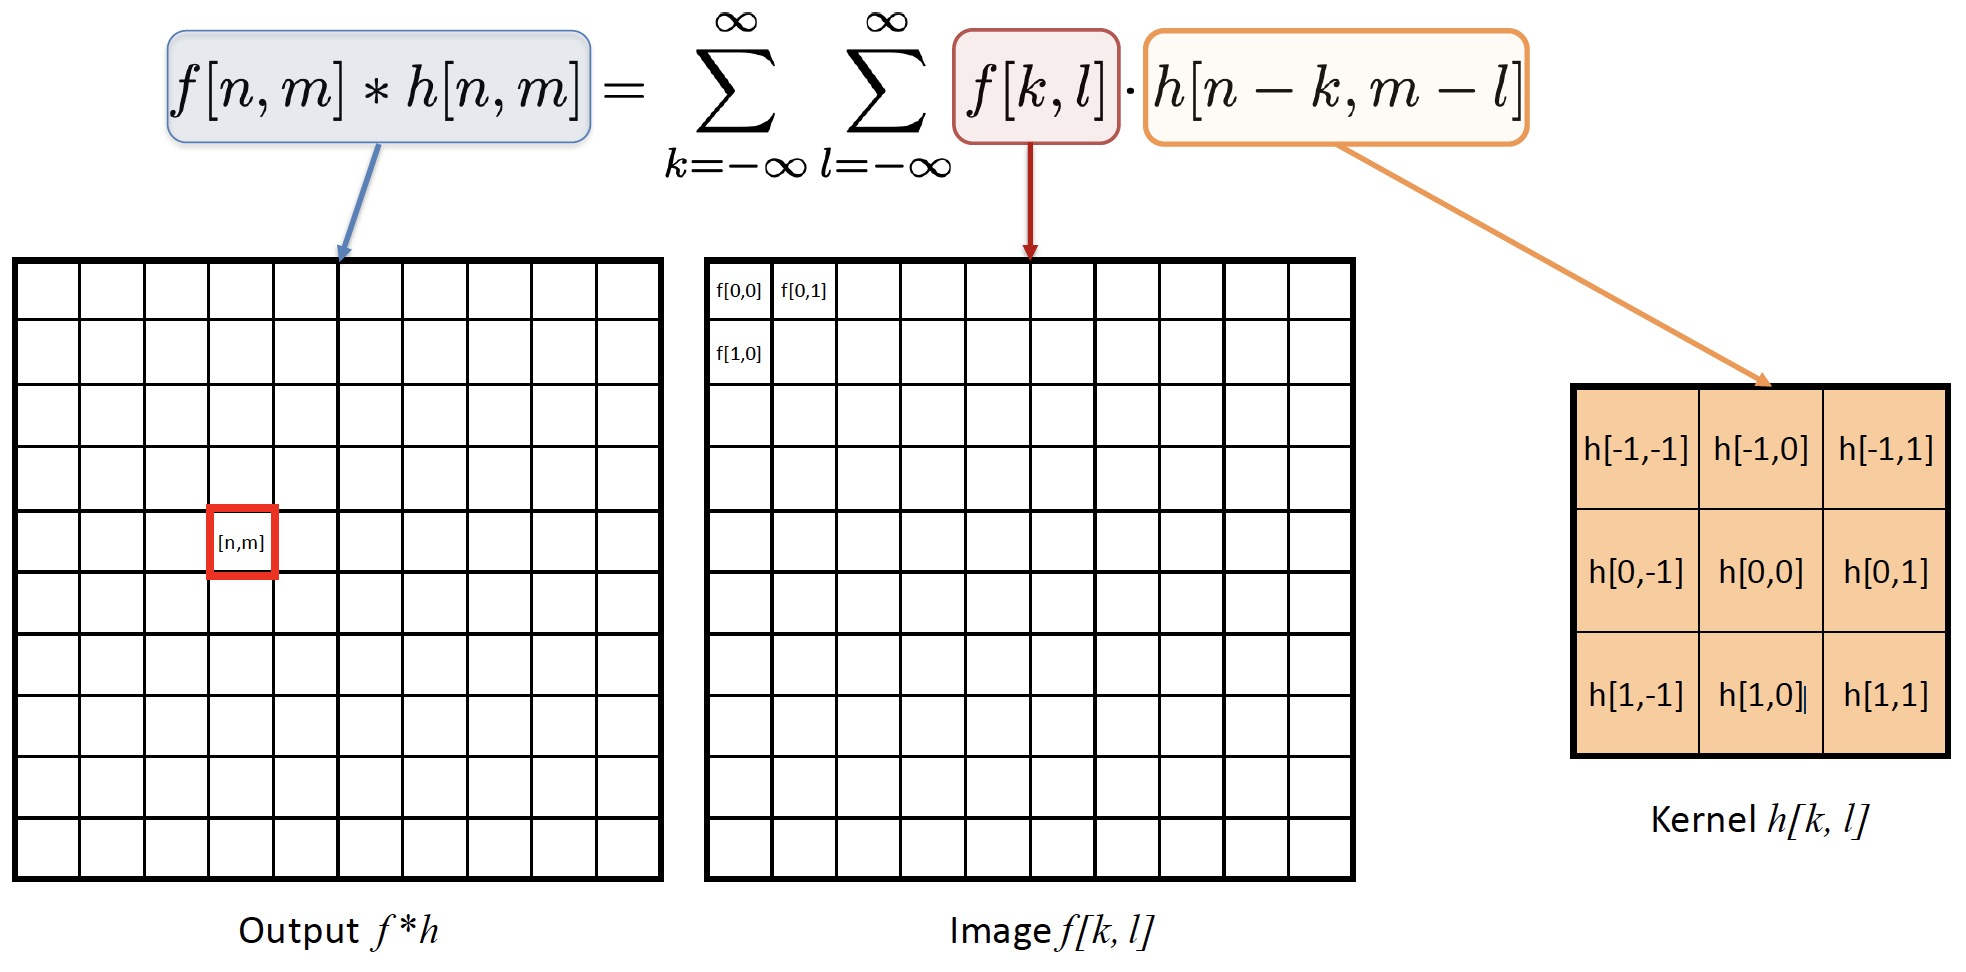 f[n, m] ∗ h[n, m] = ∑_{k=−∞}^{∞} ∑_{l=−∞}^{∞} f[k, l] · h[n − k, m − l]
f[0,0] f[0,1]
f[1,0]
[n,m]
h[-1,-1] h[-1,0] h[-1,1]
h[0,-1] h[0,0] h[0,1]
h[1,-1] h[1,0] h[1,1]
Kernel h[k, l]
Output f *h
Image f[k, l]